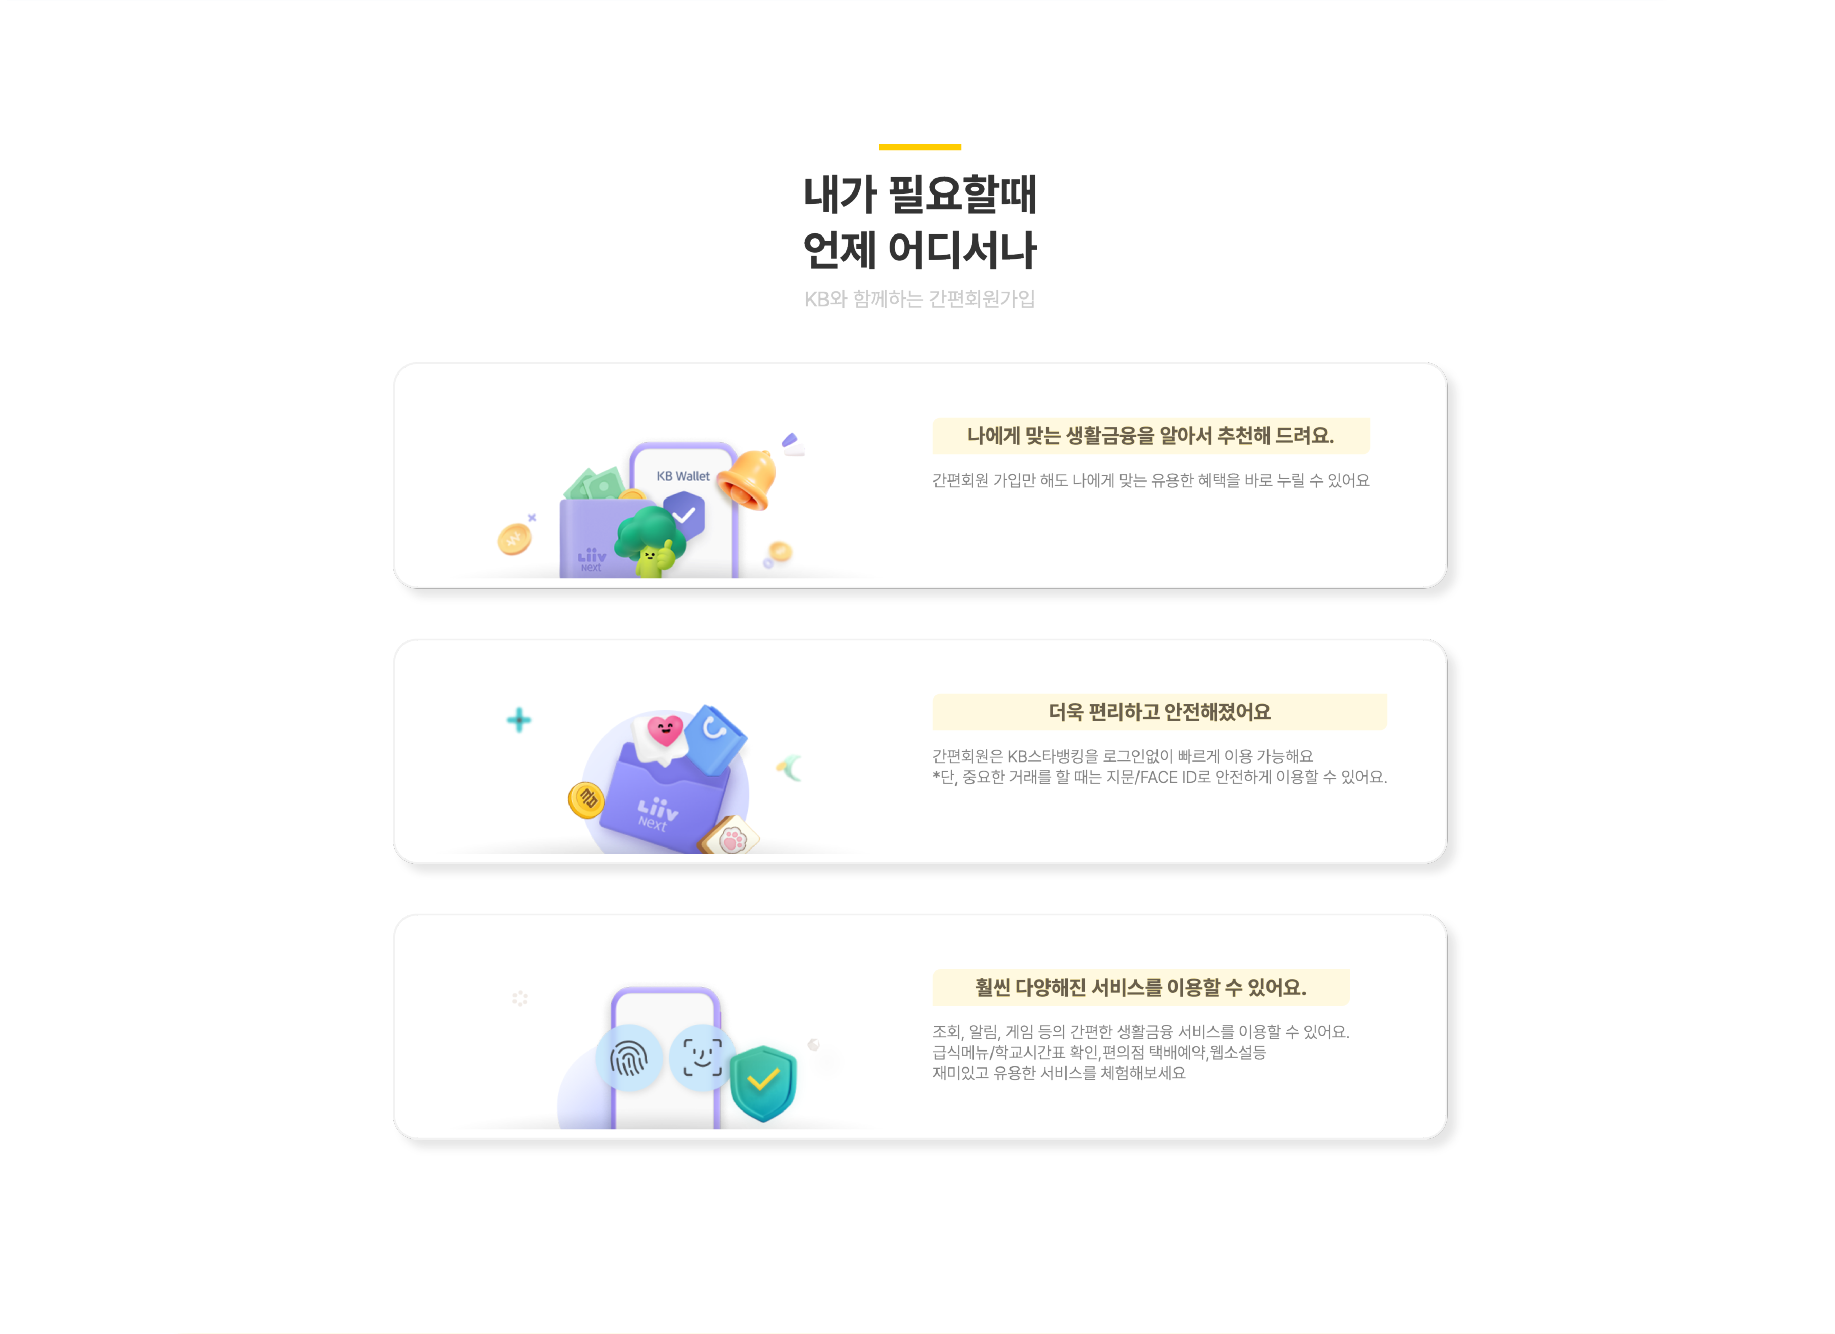 내가 필요할때
언제 어디서나
KB와 함께하는 간편회원가입
KB Wallet
Liiv
Next
나에게 맞는 생활금융을 알아서 추천해 드려요.
간편회원 가입만 해도 나에게 맞는 유용한 혜택을 바로 누릴 수 있어요
Liiv
Next
더욱 편리하고 안전해졌어요
간편회원은 KB스타뱅킹을 로그인없이 빠르게 이용 가능해요
*단, 중요한 거래를 할 때는 지문/FACE ID로 안전하게 이용할 수 있어요.
훨씬 다양해진 서비스를 이용할 수 있어요.
조회, 알림, 게임 등의 간편한 생활금융 서비스를 이용할 수 있어요.
급식메뉴/학교시간표 확인,편의점 택배예약,웹소설등
재미있고 유용한 서비스를 체험해보세요